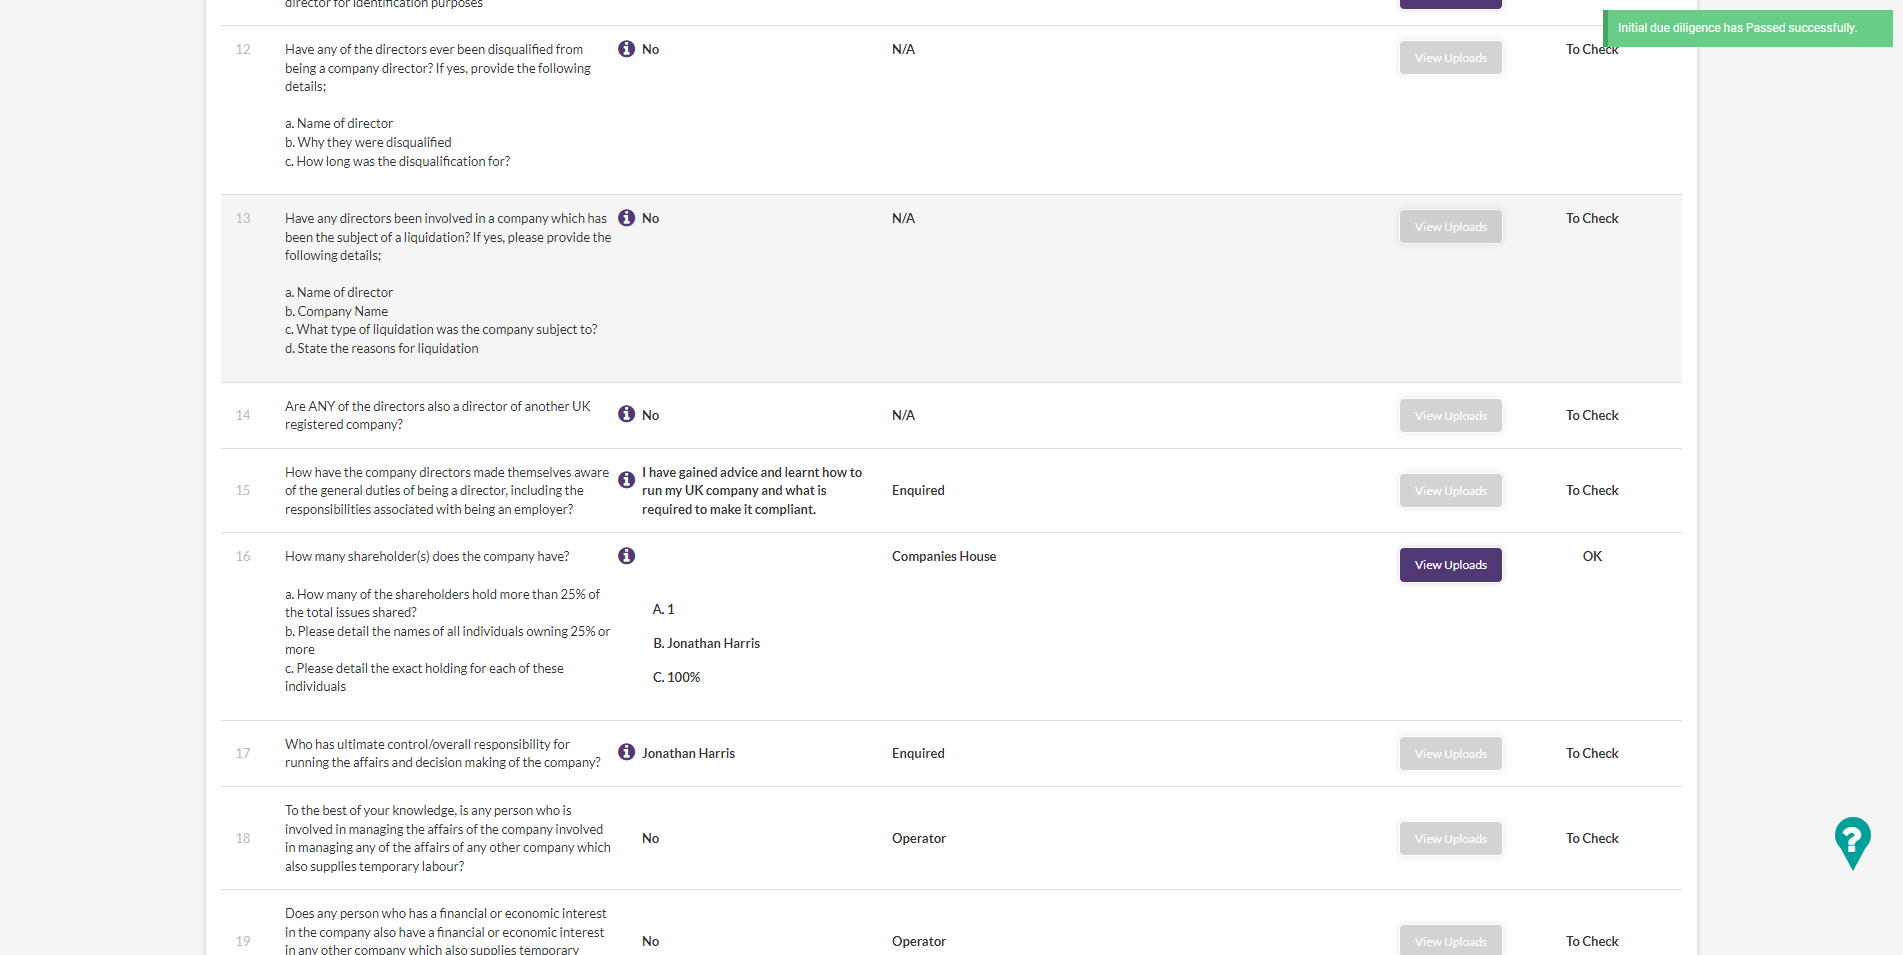 director for identification purposes
Initial due diligence has Passed successfully.
12
Have any of the directors ever been disqualified from
being a company director? If yes, provide the following
details;
a. Name of director
b. Why they were disqualified
c. How long was the disqualification for?
No
N/A
View Uploads
To Check
13
Have any directors been involved in a company which has
been the subject of a liquidation? If yes, please provide the
following details;
a. Name of director
b. Company Name
c. What type of liquidation was the company subject to?
d. State the reasons for liquidation
No
N/A
View Uploads
To Check
14
Are ANY of the directors also a director of another UK
registered company?
No
N/A
View Uploads
To Check
15
How have the company directors made themselves aware
of the general duties of being a director, including the
responsibilities associated with being an employer?
I have gained advice and learnt how to
run my UK company and what is
required to make it compliant.
Enquired
View Uploads
To Check
16
How many shareholder(s) does the company have?
a. How many of the shareholders hold more than 25% of
the total issues shared?
b. Please detail the names of all individuals owning 25% or
more
c. Please detail the exact holding for each of these
individuals
A. 1
B. Jonathan Harris
C. 100%
Companies House
View Uploads
OK
17
Who has ultimate control/overall responsibility for
running the affairs and decision making of the company?
Jonathan Harris
Enquired
View Uploads
To Check
18
To the best of your knowledge, is any person who is
involved in managing the affairs of the company involved
in managing any of the affairs of any other company which
also supplies temporary labour?
No
Operator
View Uploads
To Check
19
Does any person who has a financial or economic interest
in the company also have a financial or economic interest
in any other company which also supplies temporary
No
Operator
View Uploads
To Check